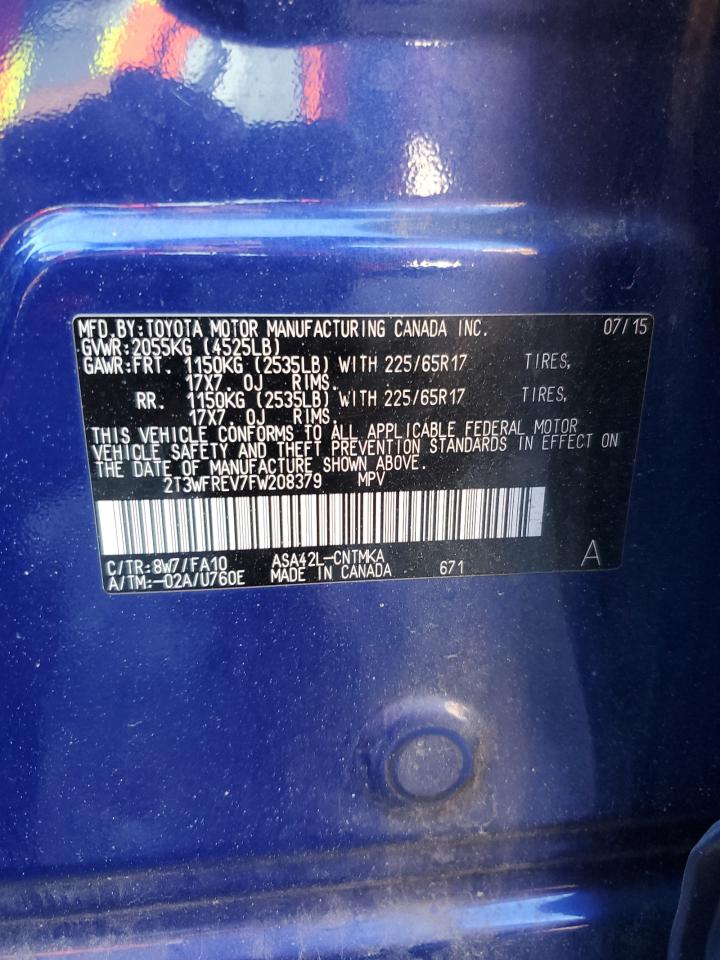 MFD.BY:TOYOTA MOTOR MANUFACTURING CANADA INC. 07/15
GVWR:2055KG (4525LB)
GAWR:FRT. 1150KG (2535LB) WITH 225/65R17 TIRES,
17X7. 0J RIMS.
RR. 1150KG (2535LB) WITH 225/65R17 TIRES,
17X7. 0J RIMS.
THIS VEHICLE CONFORMS TO ALL APPLICABLE FEDERAL MOTOR
VEHICLE SAFETY AND THEFT PREVENTION STANDARDS IN EFFECT ON
THE DATE OF MANUFACTURE SHOWN ABOVE.
2T3WFREV7FW208379 MPV
C/TR:8W7/FA10 ASA42L-CNTMKA
A/TM:-02A/U760E MADE IN CANADA 671 A